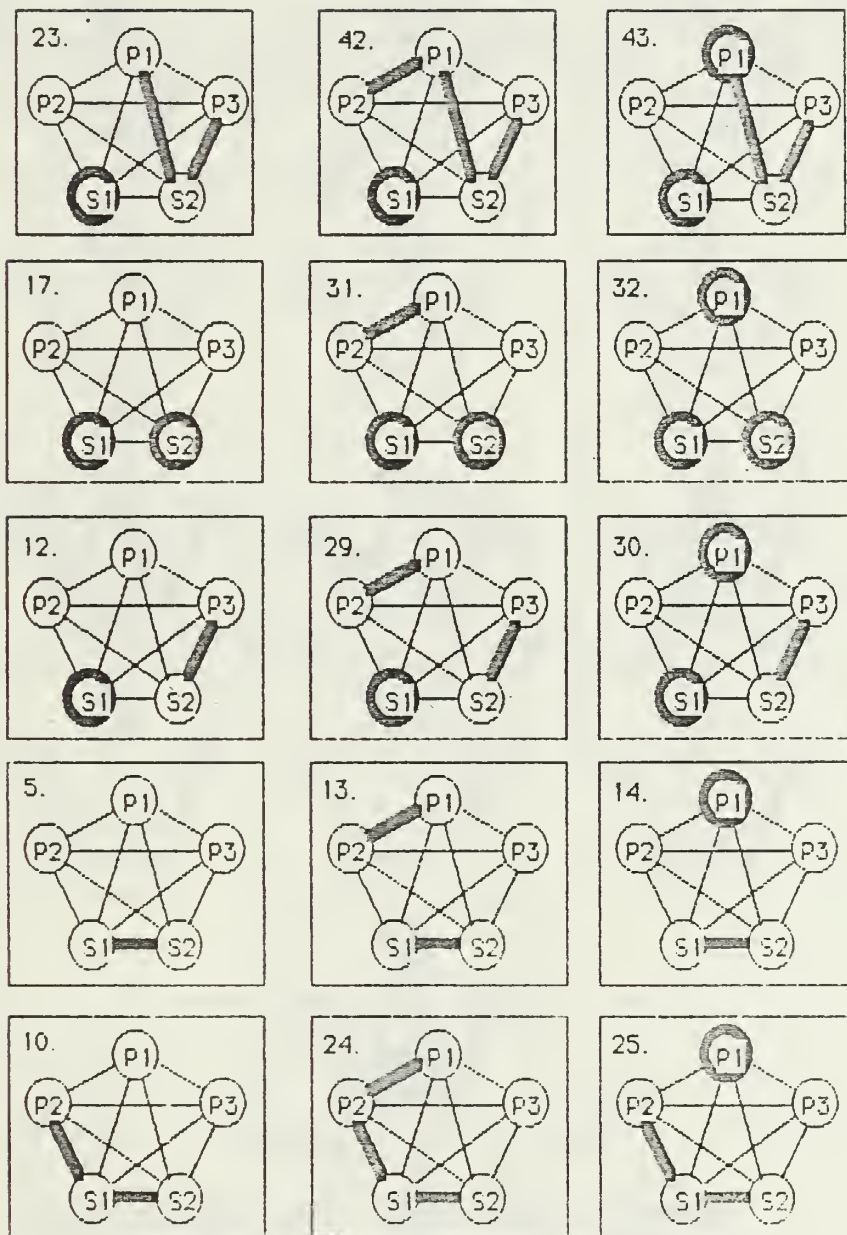 23. 42. 43.
P1 P1 P1
P2 P3 P2 P3 P2 P3
S1 S2 S1 S2 S1 S2
17. 31. 32.
P1 P1 P1
P2 P3 P2 P3 P2 P3
S1 S2 S1 S2 S1 S2
12. 29. 30.
P1 P1 P1
P2 P3 P2 P3 P2 P3
S1 S2 S1 S2 S1 S2
5. 13. 14.
P1 P1 P1
P2 P3 P2 P3 P2 P3
S1 S2 S1 S2 S1 S2
10. 24. 25.
P1 P1 P1
P2 P3 P2 P3 P2 P3
S1 S2 S1 S2 S1 S2